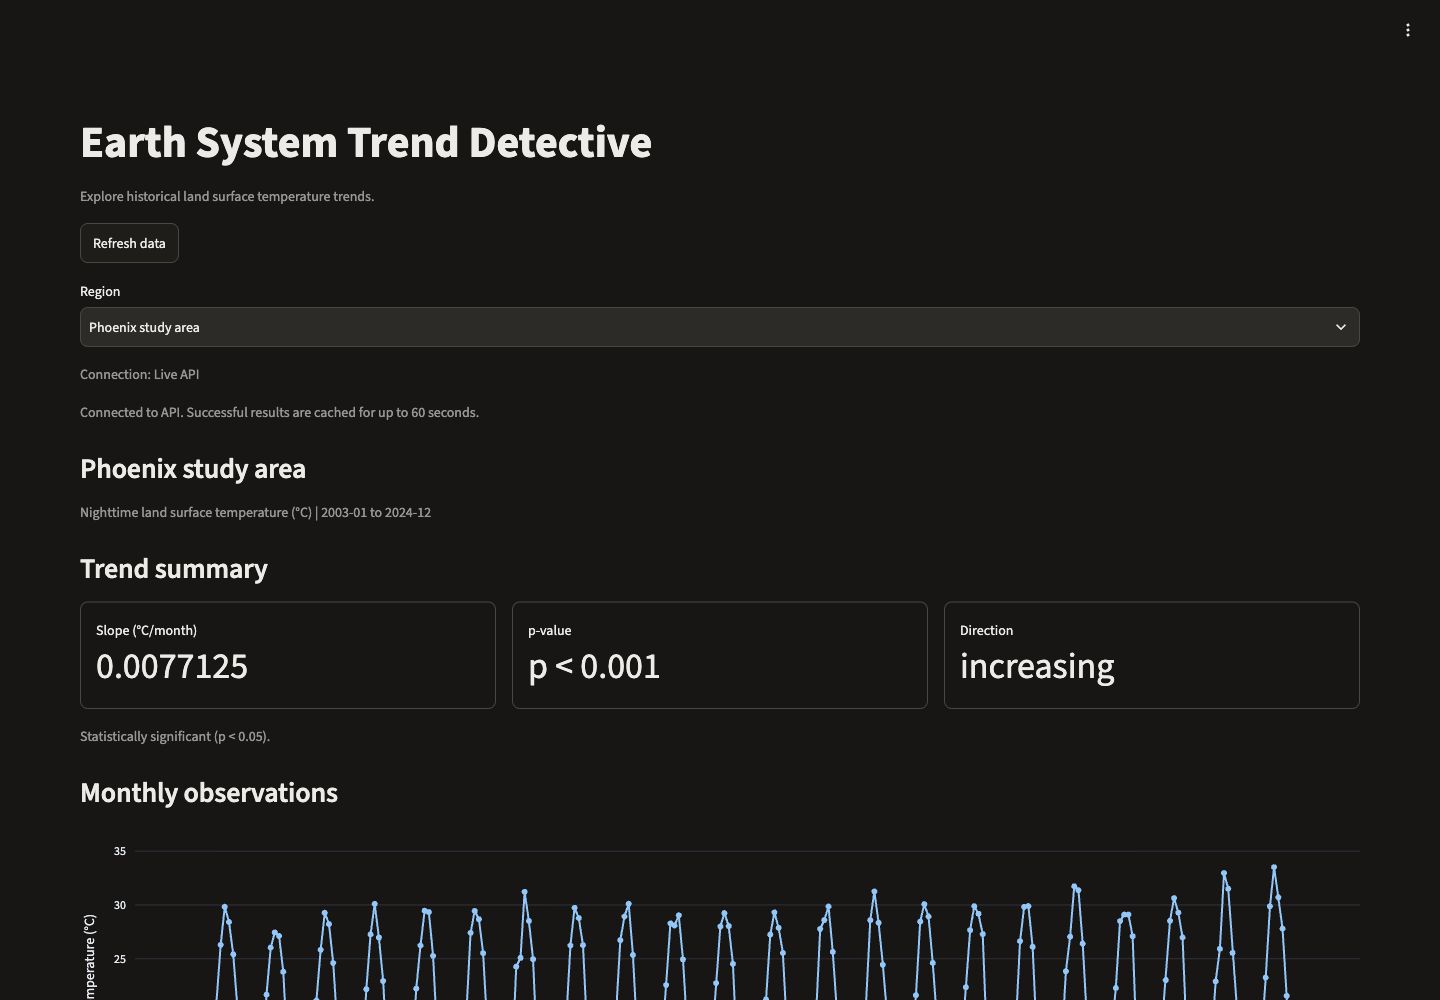 Earth System Trend Detective
Explore historical land surface temperature trends.
Refresh data
Region
Phoenix study area
Connection: Live API
Connected to API. Successful results are cached for up to 60 seconds.
Phoenix study area
Nighttime land surface temperature (°C) | 2003-01 to 2024-12
Trend summary
Slope (°C/month)
0.0077125
p-value
p < 0.001
Direction
increasing
Statistically significant (p < 0.05).
Monthly observations
35
30
25
mperature (°C)